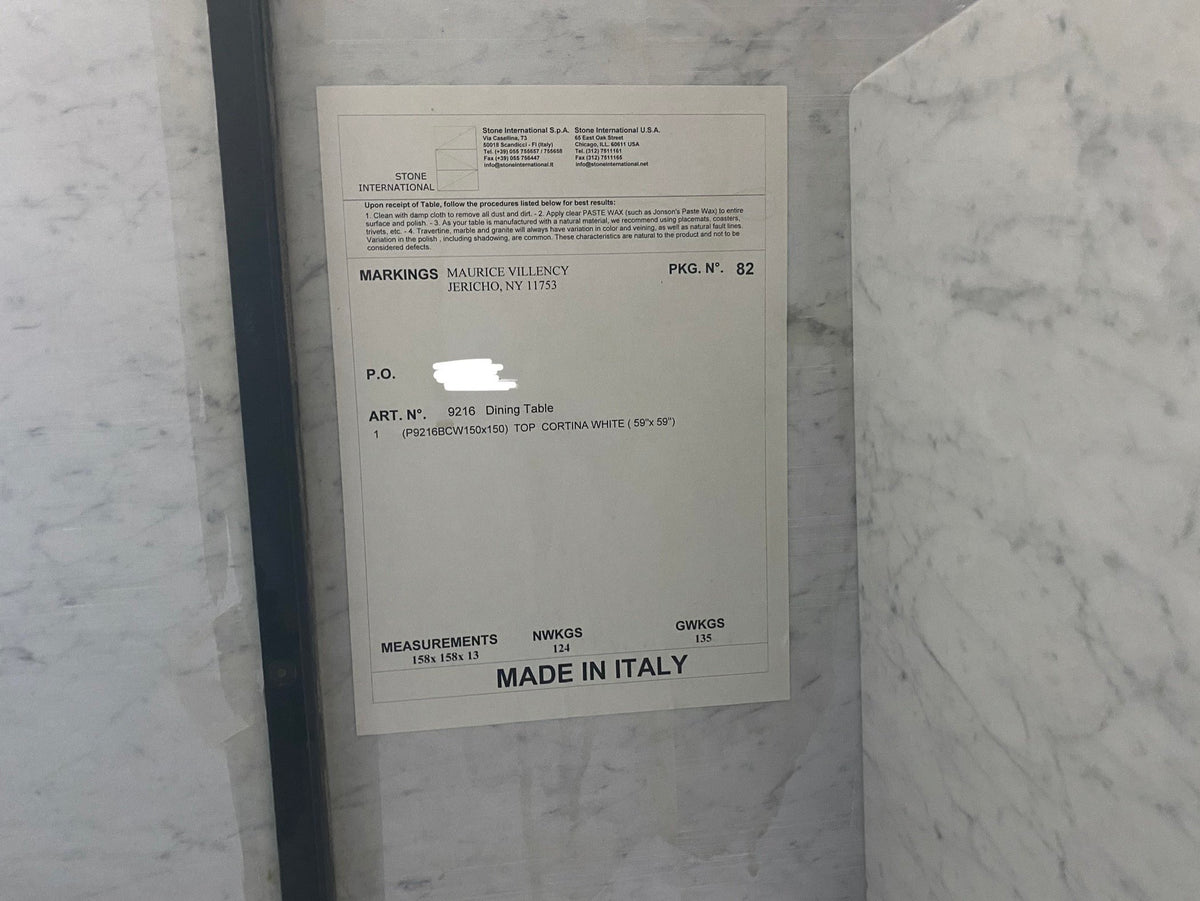 STONE
INTERNATIONAL
Stone International S.p.A.
Via Casellina, 73
50018 Scandicci - FI (Italy)
Tel. (+39) 055 756657 / 755658
Fax (+39) 055 756447
info@stoneinternational.it
Stone International U.S.A.
65 East Oak Street
Chicago, ILL. 60611 USA
Tel. (312) 7511161
Fax (312) 7511166
info@stoneinternational.net
Upon receipt of Table, follow the procedures listed below for best results:
1. Clean with damp cloth to remove all dust and dirt. - 2. Apply clear PASTE WAX (such as Jonson's Paste Wax) to entire
surface and polish. - 3. As your table is manufactured with a natural material, we recommend using placemats, coasters,
trivets, etc. - 4. Travertine, marble and granite will always have variation in color and veining, as well as natural fault lines.
Variation in the polish , including shadowing, are common. These characteristics are natural to the product and not to be
considered defects.
MARKINGS MAURICE VILLENCY
JERICHO, NY 11753
PKG. N°. 82
P.O.
ART. N°. 9216 Dining Table
1 (P9216BCW150x150) TOP CORTINA WHITE ( 59"x 59")
MEASUREMENTS NWKGS GWKGS
158x 158x 13 124 135
MADE IN ITALY